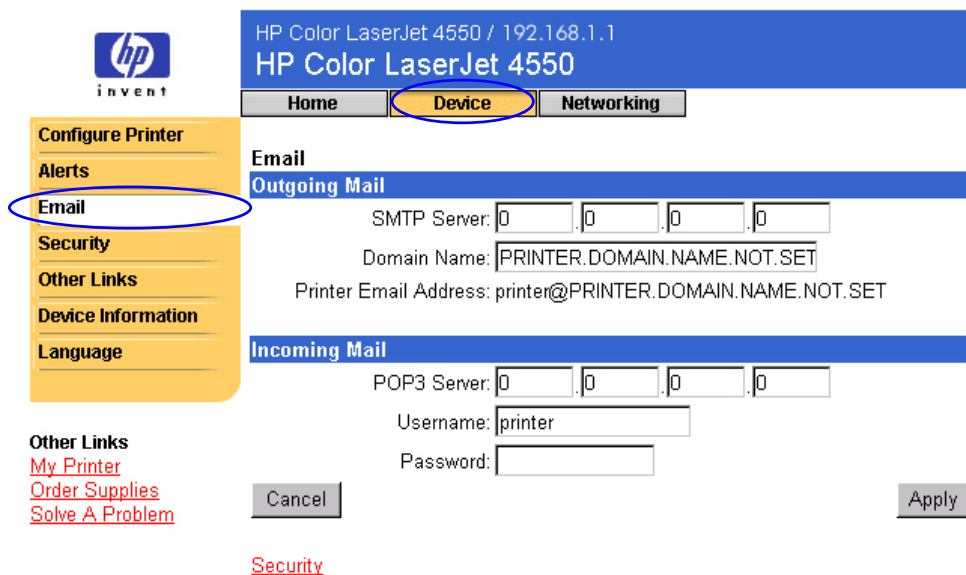 hp
invent
HP Color LaserJet 4550 / 192.168.1.1
HP Color LaserJet 4550
Home Device Networking
Configure Printer
Alerts
Email
Security
Other Links
Device Information
Language
Other Links
My Printer
Order Supplies
Solve A Problem
Email
Outgoing Mail
SMTP Server: 0 . 0 . 0 . 0
Domain Name: PRINTER.DOMAIN.NAME.NOT.SET
Printer Email Address: printer@PRINTER.DOMAIN.NAME.NOT.SET
Incoming Mail
POP3 Server: 0 . 0 . 0 . 0
Username: printer
Password:
Cancel Apply
Security